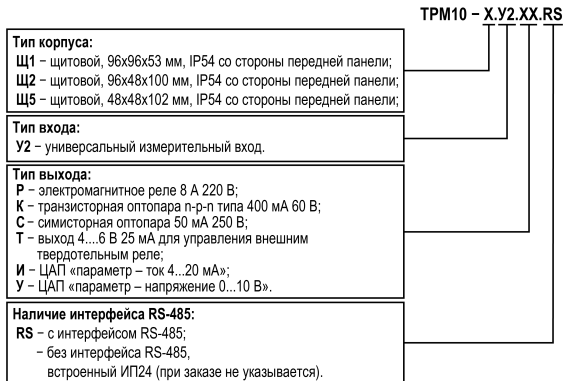 ТРМ10 – Х.У2.ХХ.RS
Тип корпуса:
Щ1 – щитовой, 96х96х53 мм, IP54 со стороны передней панели;
Щ2 – щитовой, 96х48х100 мм, IP54 со стороны передней панели;
Щ5 – щитовой, 48х48х102 мм, IP54 со стороны передней панели;
Тип входа:
У2 – универсальный измерительный вход.
Тип выхода:
Р – электромагнитное реле 8 А 220 В;
К – транзисторная оптопара n-p-n типа 400 мА 60 В;
С – симисторная оптопара 50 мА 250 В;
Т – выход 4....6 В 25 мА для управления внешним
твердотельным реле;
И – ЦАП «параметр – ток 4...20 мА»;
У – ЦАП «параметр – напряжение 0...10 В».
Наличие интерфейса RS-485:
RS – с интерфейсом RS-485;
– без интерфейса RS-485,
встроенный ИП24 (при заказе не указывается).